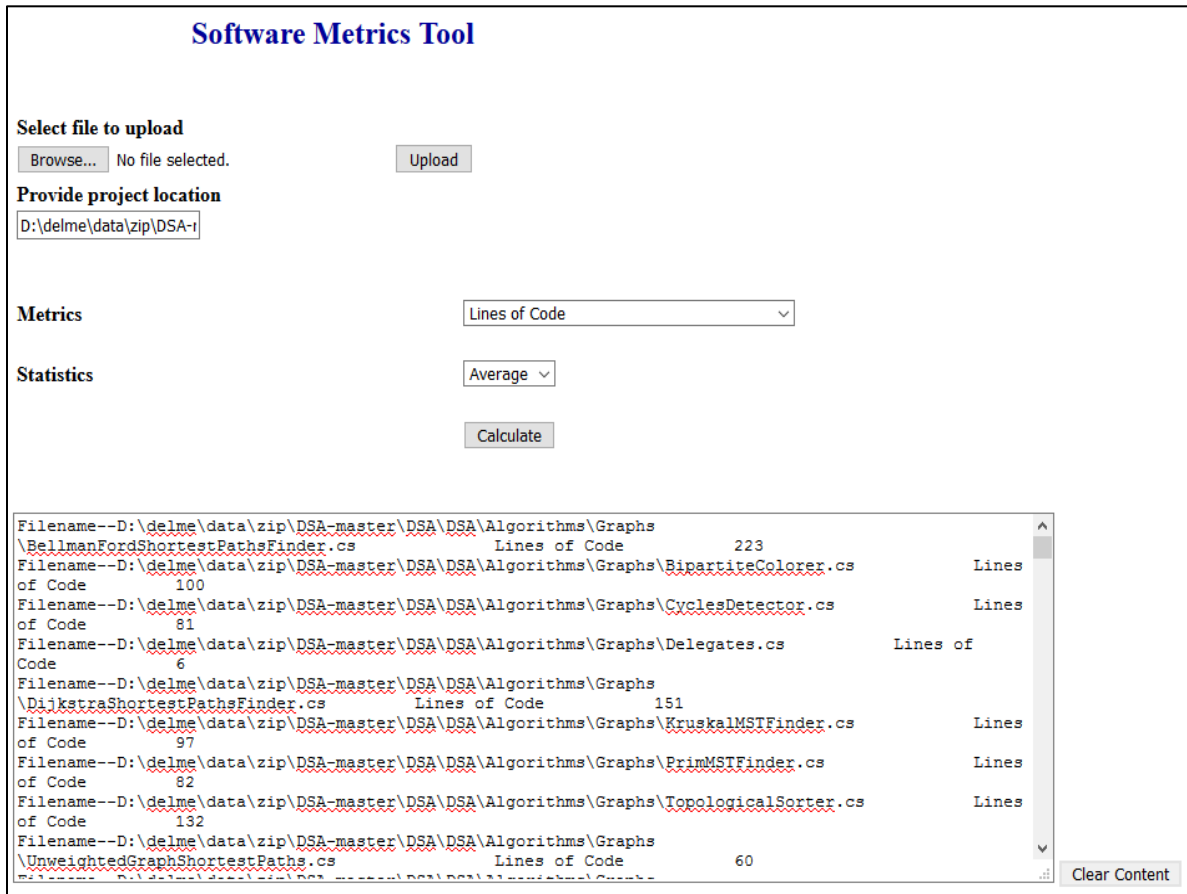 Software Metrics Tool
Select file to upload
Browse... No file selected. Upload
Provide project location
D:\delme\data\zip\DSA-r
Metrics Lines of Code
Statistics Average
Calculate
Filename--D:\delme\data\zip\DSA-master\DSA\DSA\Algorithms\Graphs
\BellmanFordShortestPathsFinder.cs Lines of Code 223
Filename--D:\delme\data\zip\DSA-master\DSA\DSA\Algorithms\Graphs\BipartiteColorer.cs Lines
of Code 100
Filename--D:\delme\data\zip\DSA-master\DSA\DSA\Algorithms\Graphs\CyclesDetector.cs Lines
of Code 81
Filename--D:\delme\data\zip\DSA-master\DSA\DSA\Algorithms\Graphs\Delegates.cs Lines of
Code 6
Filename--D:\delme\data\zip\DSA-master\DSA\DSA\Algorithms\Graphs
\DijkstraShortestPathsFinder.cs Lines of Code 151
Filename--D:\delme\data\zip\DSA-master\DSA\DSA\Algorithms\Graphs\KruskalMSTFinder.cs Lines
of Code 97
Filename--D:\delme\data\zip\DSA-master\DSA\DSA\Algorithms\Graphs\PrimMSTFinder.cs Lines
of Code 82
Filename--D:\delme\data\zip\DSA-master\DSA\DSA\Algorithms\Graphs\TopologicalSorter.cs Lines
of Code 132
Filename--D:\delme\data\zip\DSA-master\DSA\DSA\Algorithms\Graphs
\UnweightedGraphShortestPaths.cs Lines of Code 60
Clear Content